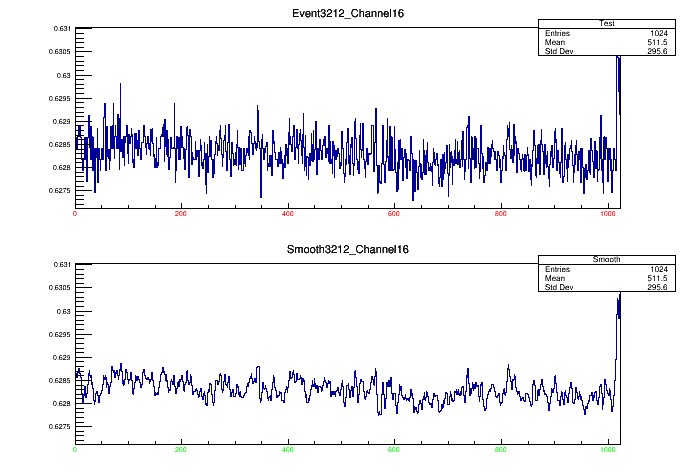 Event3212_Channel16
Test
Entries 1024
Mean 511.5
Std Dev 295.6
0.631
0.6305
0.63
0.6295
0.629
0.6285
0.628
0.6275
0 200 400 600 800 1000
Smooth3212_Channel16
Smooth
Entries 1024
Mean 511.5
Std Dev 295.6
0.631
0.6305
0.63
0.6295
0.629
0.6285
0.628
0.6275
0 200 400 600 800 1000